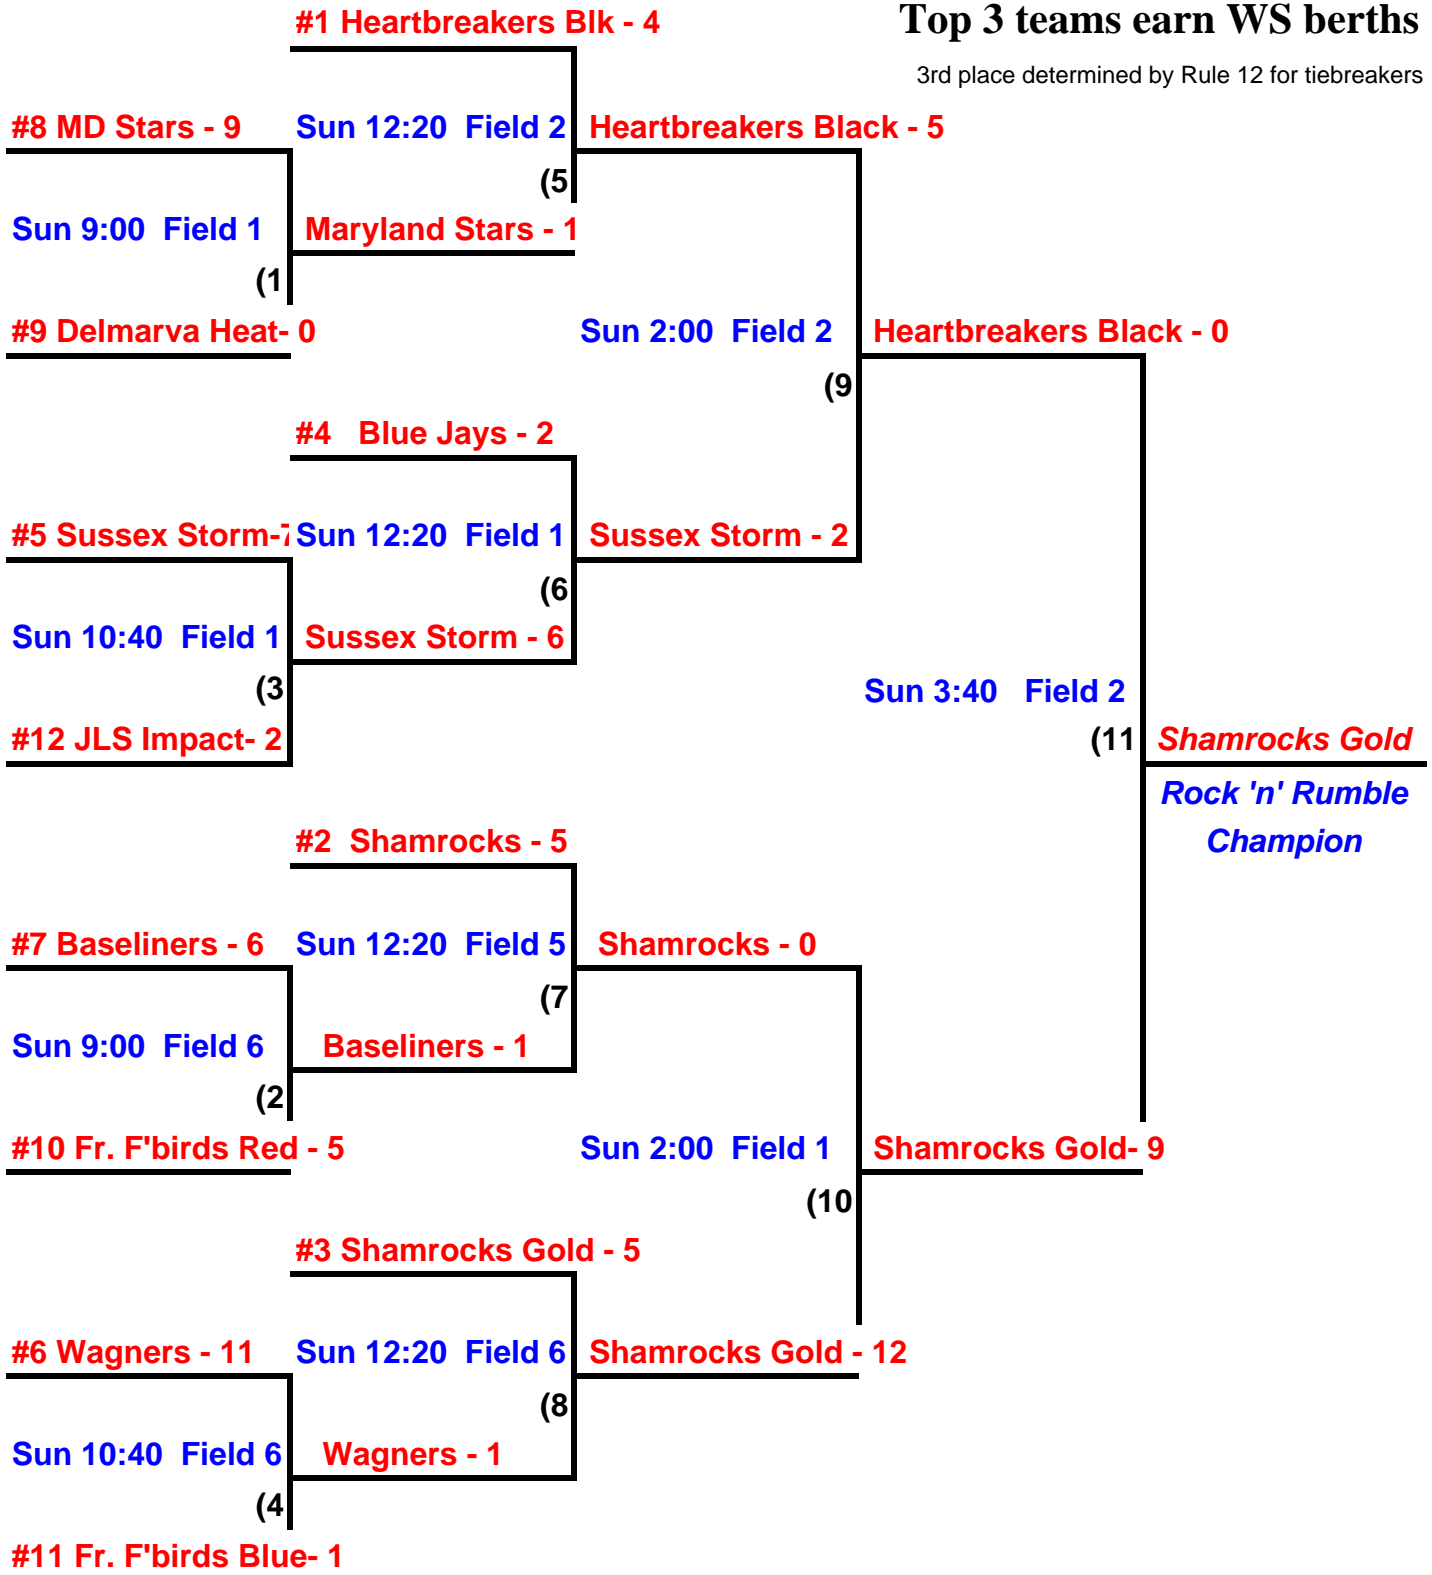 #1 Heartbreakers Blk - 4
Top 3 teams earn WS berths
3rd place determined by Rule 12 for tiebreakers
#8 MD Stars - 9
Sun 12:20 Field 2
Heartbreakers Black - 5
(5
Sun 9:00 Field 1
Maryland Stars - 1
(1
#9 Delmarva Heat- 0
Sun 2:00 Field 2
Heartbreakers Black - 0
(9
#4 Blue Jays - 2
#5 Sussex Storm-7
Sun 12:20 Field 1
Sussex Storm - 2
(6
Sun 10:40 Field 1
Sussex Storm - 6
(3
Sun 3:40 Field 2
#12 JLS Impact- 2
(11
Shamrocks Gold
Rock 'n' Rumble
Champion
#2 Shamrocks - 5
#7 Baseliners - 6
Sun 12:20 Field 5
Shamrocks - 0
(7
Sun 9:00 Field 6
Baseliners - 1
(2
#10 Fr. F'birds Red - 5
Sun 2:00 Field 1
Shamrocks Gold- 9
(10
#3 Shamrocks Gold - 5
#6 Wagners - 11
Sun 12:20 Field 6
Shamrocks Gold - 12
(8
Sun 10:40 Field 6
Wagners - 1
(4
#11 Fr. F'birds Blue- 1